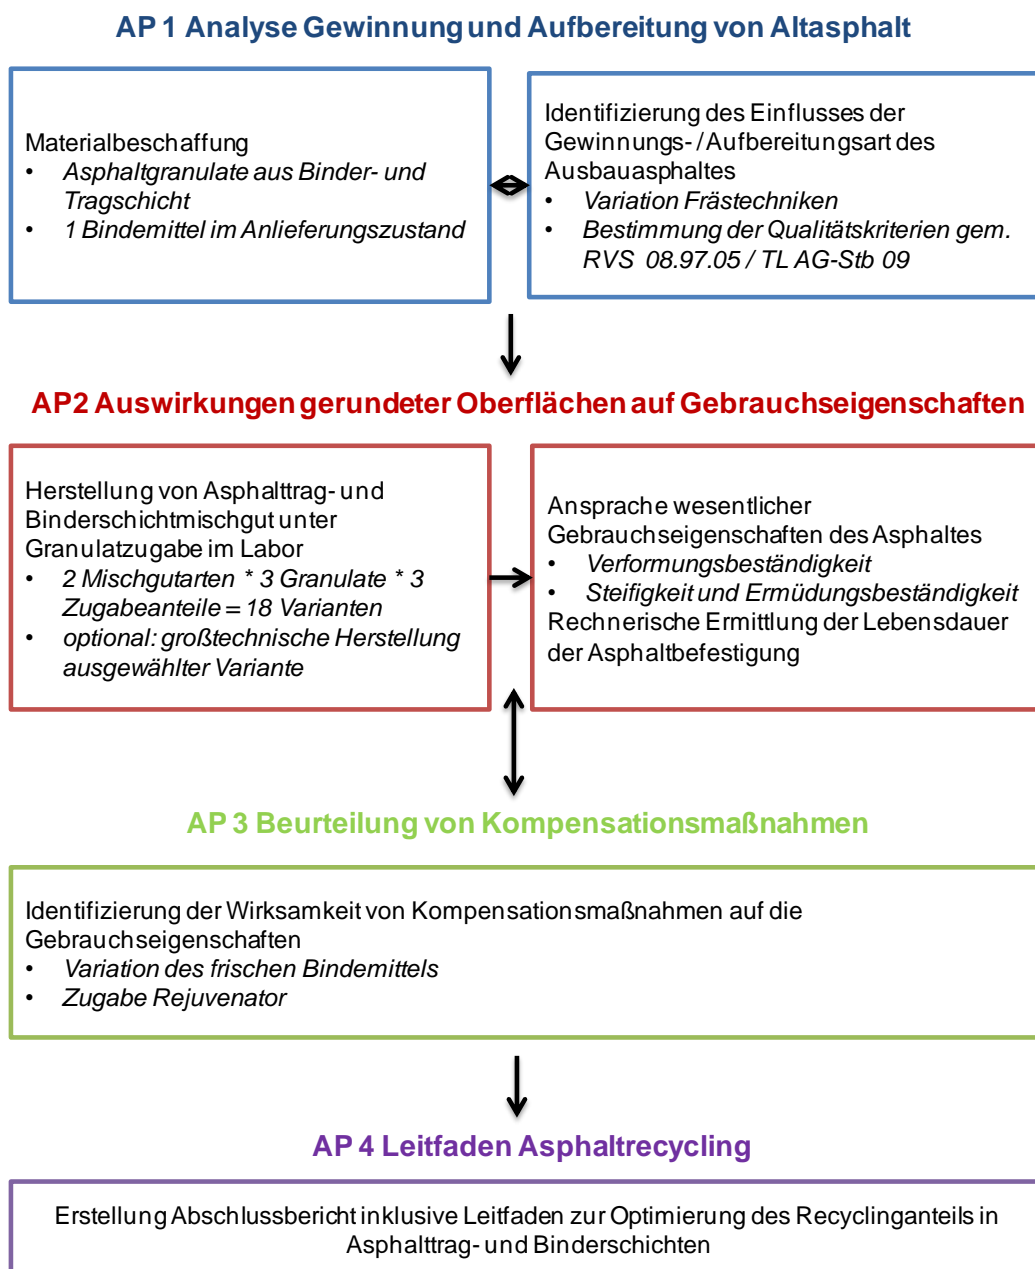 AP 1 Analyse Gewinnung und Aufbereitung von Altasphalt
Materialbeschaffung
• Asphaltgranulate aus Binder- und
Tragschicht
• 1 Bindemittel im Anlieferungszustand
Identifizierung des Einflusses der
Gewinnungs- / Aufbereitungsart des
Ausbauasphaltes
• Variation Frästechniken
• Bestimmung der Qualitätskriterien gem.
RVS 08.97.05 / TL AG-Stb 09
AP2 Auswirkungen gerundeter Oberflächen auf Gebrauchseigenschaften
Herstellung von Asphalttrag- und
Binderschichtmischgut unter
Granulatzugabe im Labor
• 2 Mischgutarten * 3 Granulate * 3
Zugabeanteile = 18 Varianten
• optional: großtechnische Herstellung
ausgewählter Variante
Ansprache wesentlicher
Gebrauchseigenschaften des Asphaltes
• Verformungsbeständigkeit
• Steifigkeit und Ermüdungsbeständigkeit
Rechnerische Ermittlung der Lebensdauer
der Asphaltbefestigung
AP 3 Beurteilung von Kompensationsmaßnahmen
Identifizierung der Wirksamkeit von Kompensationsmaßnahmen auf die
Gebrauchseigenschaften
• Variation des frischen Bindemittels
• Zugabe Rejuvenator
AP 4 Leitfaden Asphaltrecycling
Erstellung Abschlussbericht inklusive Leitfaden zur Optimierung des Recyclinganteils in
Asphalttrag- und Binderschichten